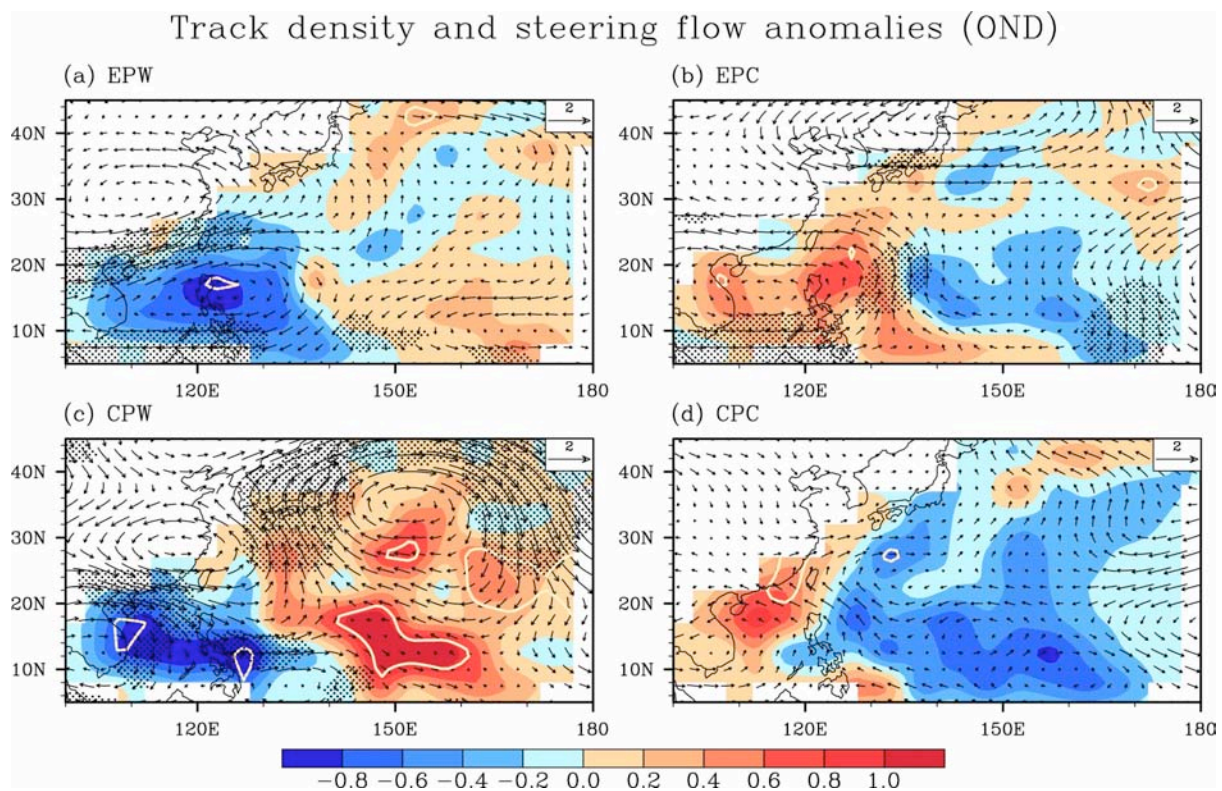 Track density and steering flow anomalies (OND)
(a) EPW
(b) EPC
2
2
40N
40N
30N
30N
20N
20N
10N
10N
120E
150E
180
120E
150E
180
(c) CPW
(d) CPC
2
2
40N
40N
30N
30N
20N
20N
10N
10N
120E
150E
180
120E
150E
180
−0.8 −0.6 −0.4 −0.2 0.0 0.2 0.4 0.6 0.8 1.0